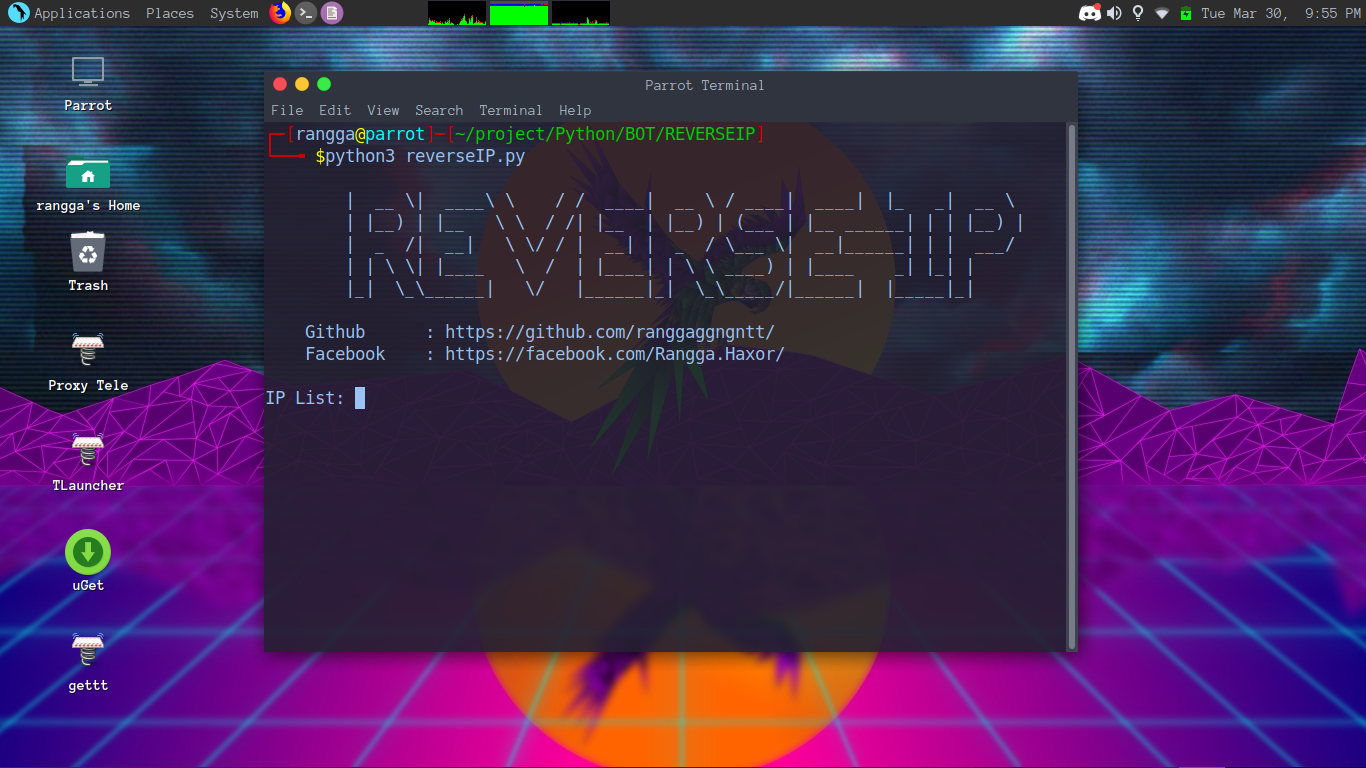 Applications Places System Tue Mar 30, 9:55 PM
Parrot
rangga's Home
Trash
Proxy Tele
TLauncher
uGet
gettt
Parrot Terminal
File Edit View Search Terminal Help
[rangga@parrot]─[~/project/Python/BOT/REVERSEIP]
$python3 reverseIP.py
REVERSE-IP
Github : https://github.com/ranggaggngntt/
Facebook : https://facebook.com/Rangga.Haxor/
IP List: